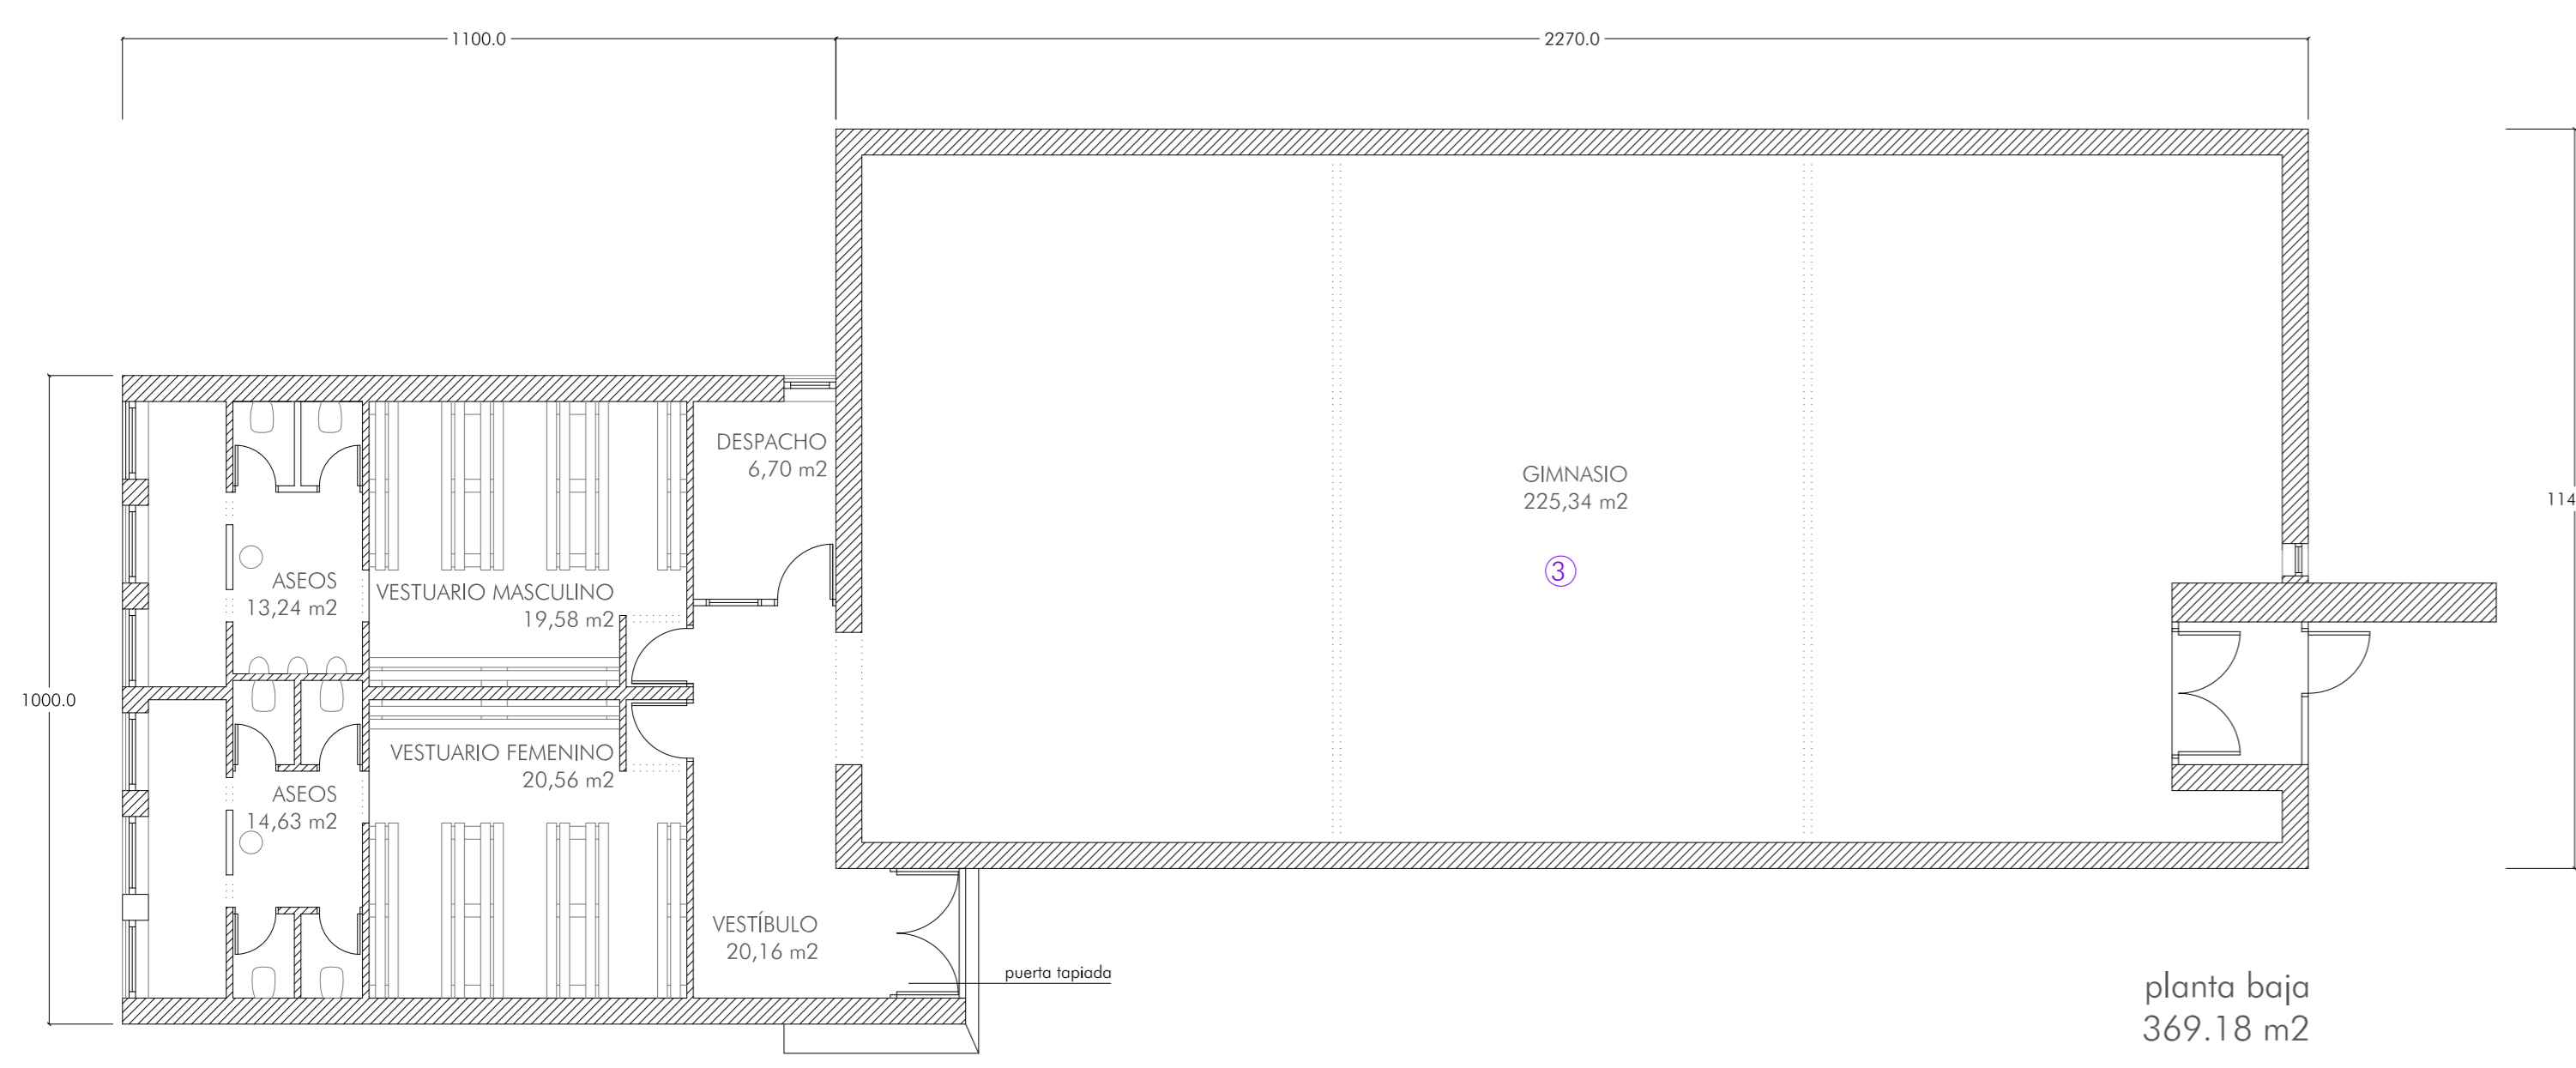 1100.0
2270.0
DESPACHO
6,70 m2
GIMNASIO
225,34 m2
114
3
ASEOS
13,24 m2
VESTUARIO MASCULINO
19,58 m2
1000.0
VESTUARIO FEMENINO
20,56 m2
ASEOS
14,63 m2
VESTÍBULO
20,16 m2
puerta tapiada
planta baja
369.18 m2